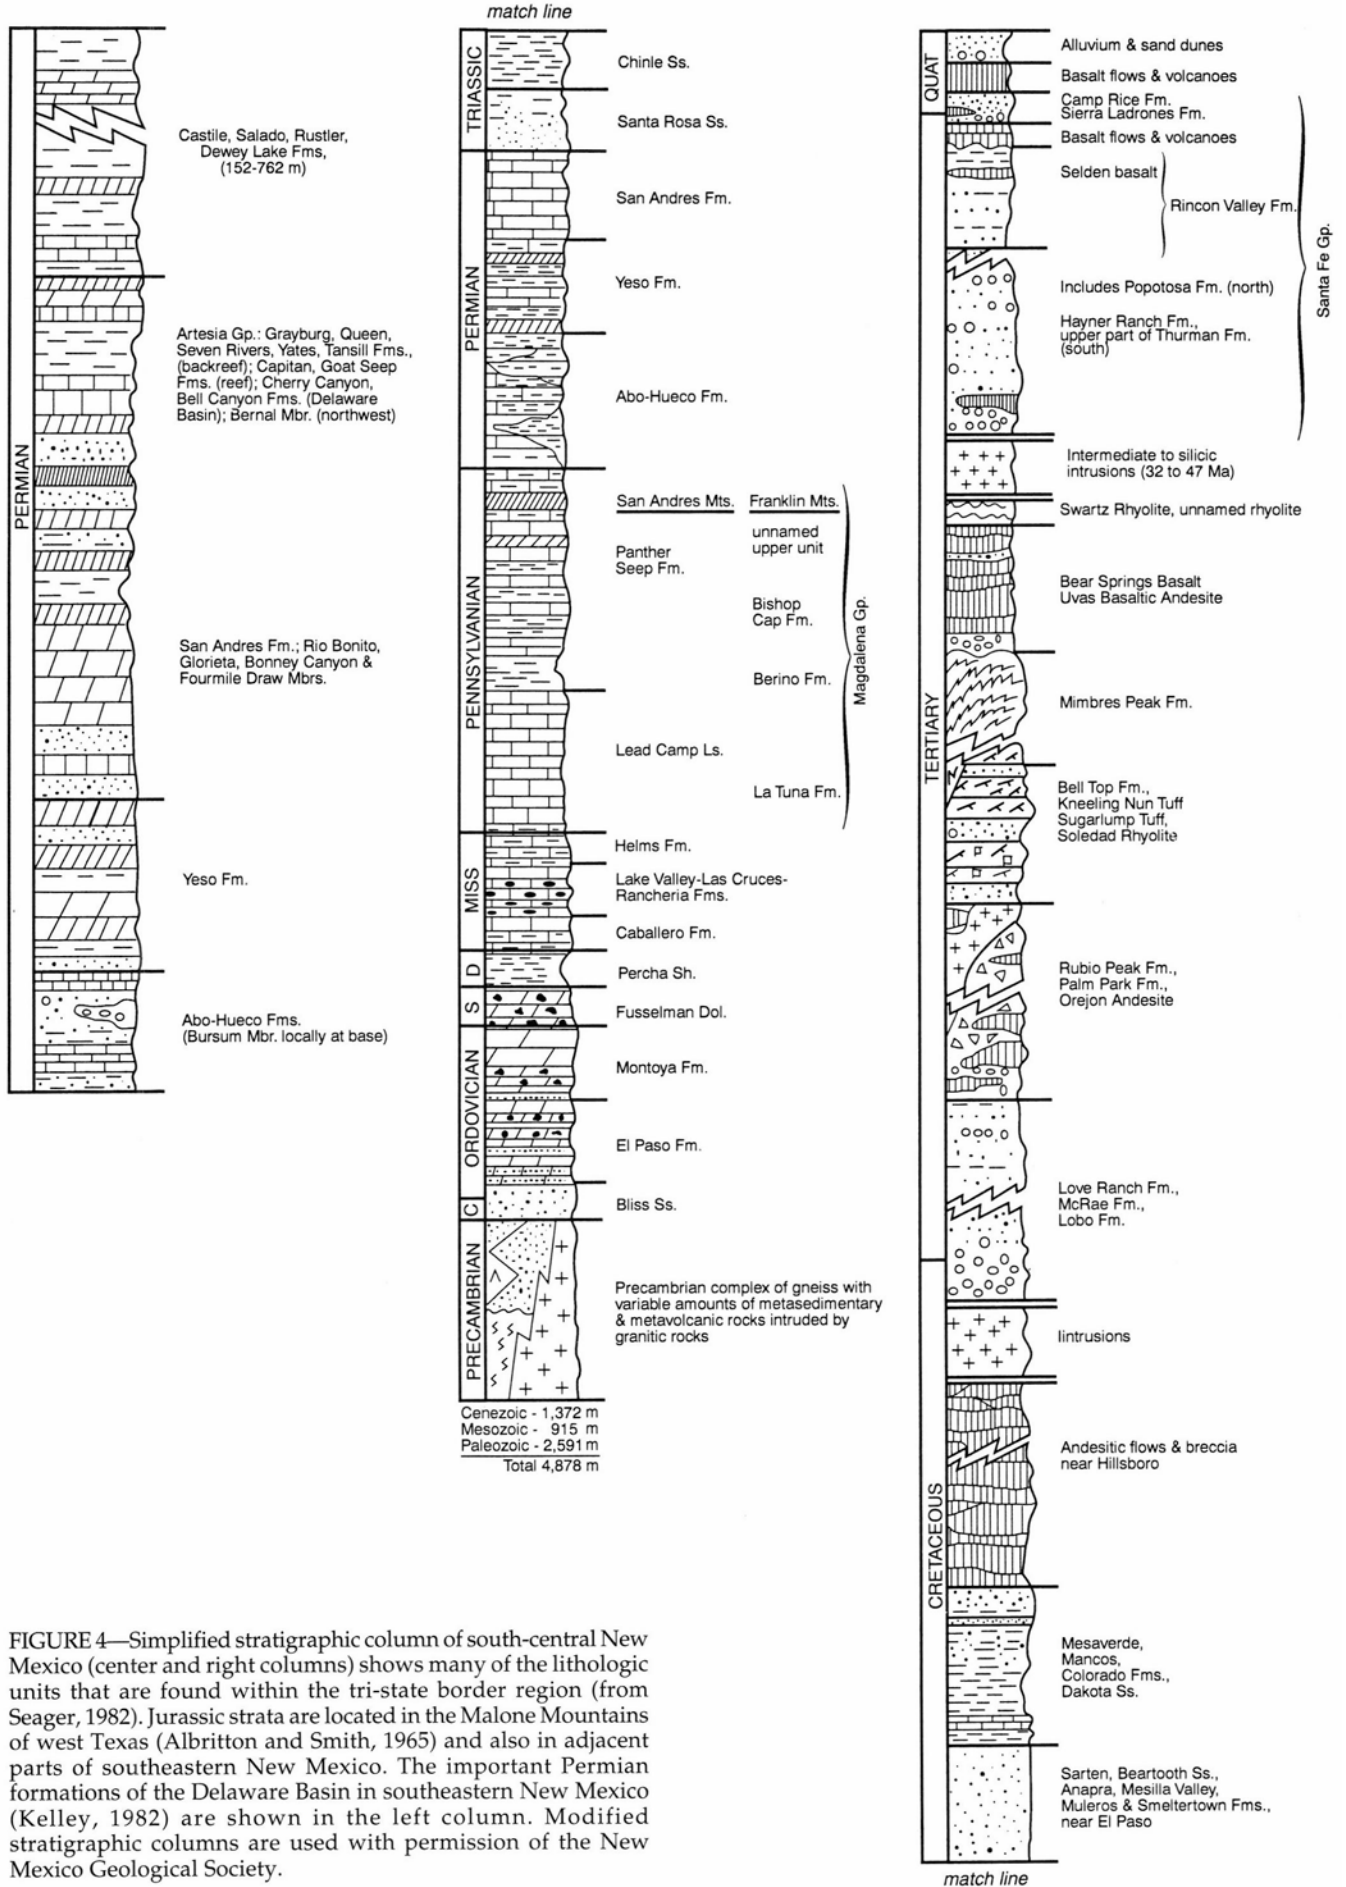 PERMIAN
Castile, Salado, Rustler,
Dewey Lake Fms,
(152-762 m)
Artesia Gp.: Grayburg, Queen,
Seven Rivers, Yates, Tansill Fms.,
(backreef); Capitan, Goat Seep
Fms. (reef); Cherry Canyon,
Bell Canyon Fms. (Delaware
Basin); Bernal Mbr. (northwest)
San Andres Fm.; Rio Bonito,
Glorieta, Bonney Canyon &
Fourmile Draw Mbrs.
Yeso Fm.
Abo-Hueco Fms.
(Bursum Mbr. locally at base)
match line
TRIASSIC
Chinle Ss.
Santa Rosa Ss.
PERMIAN
San Andres Fm.
Yeso Fm.
Abo-Hueco Fm.
PENNSYLVANIAN
San Andres Mts. Franklin Mts.
unnamed
upper unit
Panther
Seep Fm.
Bishop
Cap Fm.
Berino Fm.
Lead Camp Ls.
La Tuna Fm.
Magdalena Gp.
MISS
Helms Fm.
Lake Valley-Las Cruces-
Rancheria Fms.
Caballero Fm.
D
Percha Sh.
S
Fusselman Dol.
ORDOVICIAN
Montoya Fm.
El Paso Fm.
C
Bliss Ss.
PRECAMBRIAN
Precambrian complex of gneiss with
variable amounts of metasedimentary
& metavolcanic rocks intruded by
granitic rocks
Cenezoic - 1,372 m
Mesozoic - 915 m
Paleozoic - 2,591 m
Total 4,878 m
QUAT
Alluvium & sand dunes
Basalt flows & volcanoes
Camp Rice Fm.
Sierra Ladrones Fm.
TERTIARY
Basalt flows & volcanoes
Selden basalt
Rincon Valley Fm.
Includes Popotosa Fm. (north)
Hayner Ranch Fm.,
upper part of Thurman Fm.
(south)
Santa Fe Gp.
Intermediate to silicic
intrusions (32 to 47 Ma)
Swartz Rhyolite, unnamed rhyolite
Bear Springs Basalt
Uvas Basaltic Andesite
Mimbres Peak Fm.
Bell Top Fm.,
Kneeling Nun Tuff
Sugarlump Tuff,
Soledad Rhyolite
Rubio Peak Fm.,
Palm Park Fm.,
Orejon Andesite
Love Ranch Fm.,
McRae Fm.,
Lobo Fm.
CRETACEOUS
Iintrusions
Andesitic flows & breccia
near Hillsboro
Mesaverde,
Mancos,
Colorado Fms.,
Dakota Ss.
Sarten, Beartooth Ss.,
Anapra, Mesilla Valley,
Muleros & Smeltertown Fms.,
near El Paso
match line
FIGURE 4—Simplified stratigraphic column of south-central New
Mexico (center and right columns) shows many of the lithologic
units that are found within the tri-state border region (from
Seager, 1982). Jurassic strata are located in the Malone Mountains
of west Texas (Albritton and Smith, 1965) and also in adjacent
parts of southeastern New Mexico. The important Permian
formations of the Delaware Basin in southeastern New Mexico
(Kelley, 1982) are shown in the left column. Modified
stratigraphic columns are used with permission of the New
Mexico Geological Society.